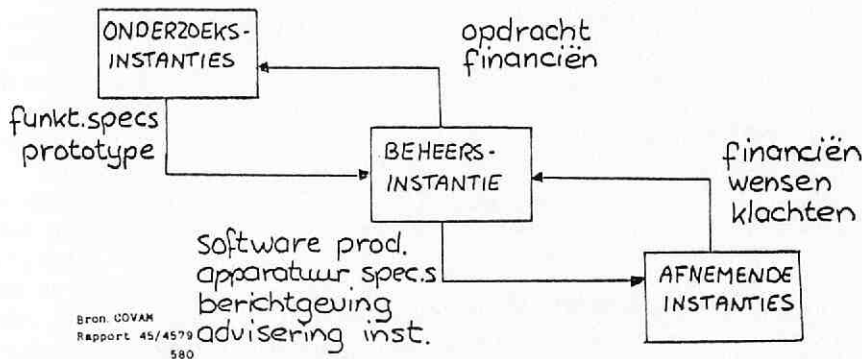 ONDERZOEKS-
INSTANTIES
opdracht
financiën
funkt.specs
prototype
BEHEERS-
INSTANTIE
financiën
wensen
klachten
software prod.
apparatuur spec.s
berichtgeving
advisering inst.
AFNEMENDE
INSTANTIES
Bron. COVAM
Rapport 45/4579
580